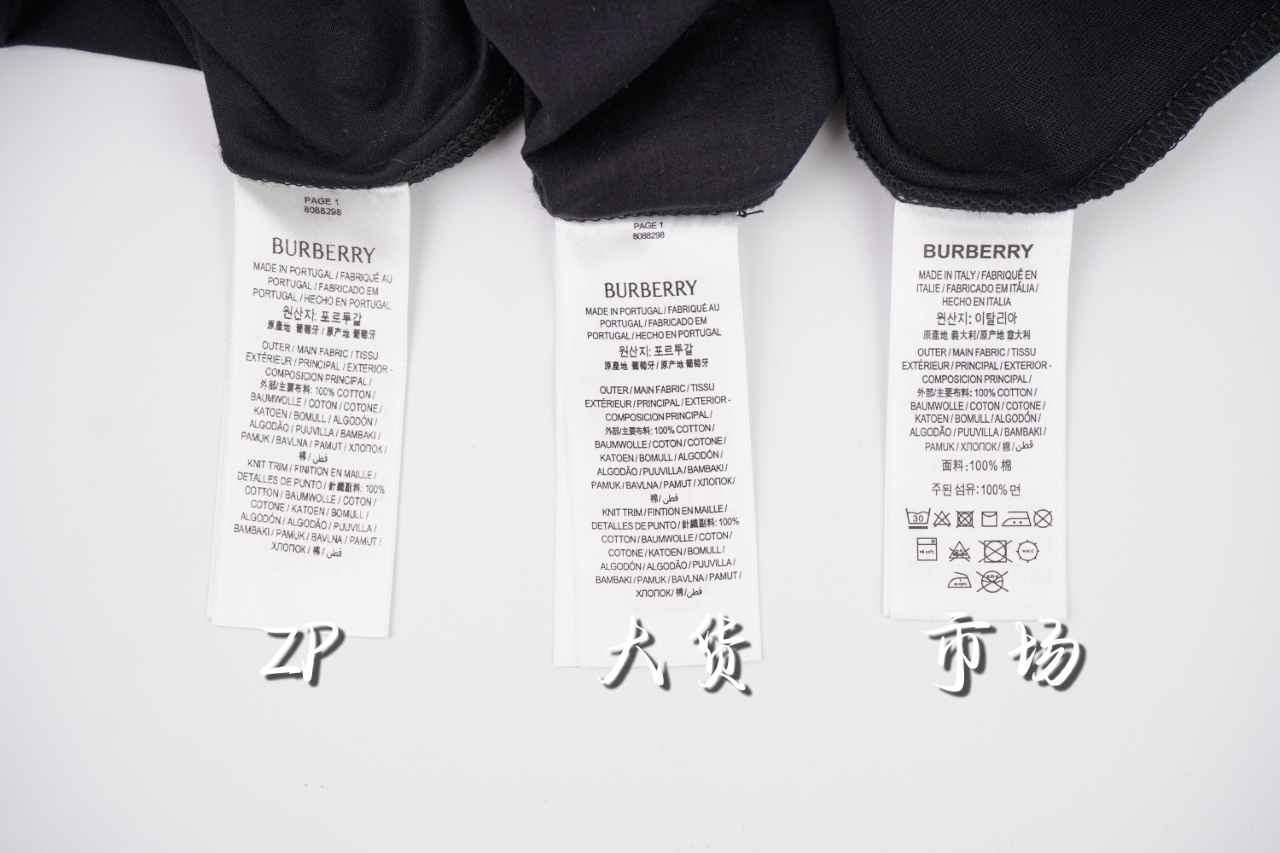 PAGE 1
8088298
BURBERRY
MADE IN PORTUGAL / FABRIQUÉ AU
PORTUGAL / FABRICADO EM
PORTUGAL / HECHO EN PORTUGAL
원산지: 포르투갈
原產地 葡萄牙 / 原产地 葡萄牙
OUTER / MAIN FABRIC / TISSU
EXTÉRIEUR / PRINCIPAL / EXTERIOR -
COMPOSICION PRINCIPAL /
外部/主要布料: 100% COTTON /
BAUMWOLLE / COTON / COTONE /
KATOEN / BOMULL / ALGODÓN /
ALGODÃO / PUUVILLA / BAMBAKI /
PAMUK / BAVLNA / PAMUT / ХЛОПОК /
棉 / قطن /
KNIT TRIM / FINITION EN MAILLE /
DETALLES DE PUNTO / 針織副料: 100%
COTTON / BAUMWOLLE / COTON /
COTONE / KATOEN / BOMULL /
ALGODÓN / ALGODÃO / PUUVILLA /
BAMBAKI / PAMUK / BAVLNA / PAMUT /
ХЛОПОК / 棉 / قطن /
ZP
PAGE 1
8088298
BURBERRY
MADE IN PORTUGAL / FABRIQUÉ AU
PORTUGAL / FABRICADO EM
PORTUGAL / HECHO EN PORTUGAL
원산지: 포르투갈
原產地 葡萄牙 / 原产地 葡萄牙
OUTER / MAIN FABRIC / TISSU
EXTÉRIEUR / PRINCIPAL / EXTERIOR -
COMPOSICION PRINCIPAL /
外部/主要布料: 100% COTTON /
BAUMWOLLE / COTON / COTONE /
KATOEN / BOMULL / ALGODÓN /
ALGODÃO / PUUVILLA / BAMBAKI /
PAMUK / BAVLNA / PAMUT / ХЛОПОК /
棉 / قطن /
KNIT TRIM / FINTION EN MAILLE /
DETALLES DE PUNTO / 針織副料: 100%
COTTON / BAUMWOLLE / COTON /
COTONE / KATOEN / BOMULL /
ALGODÓN / ALGODÃO / PUUVILLA /
BAMBAKI / PAMUK / BAVLNA / PAMUT /
ХЛОПОК / 棉 / قطن /
大货
BURBERRY
MADE IN ITALY / FABRIQUÉ EN
ITALIE / FABRICADO EM ITÁLIA /
HECHO EN ITALIA
원산지: 이탈리아
原產地 義大利/原产地 意大利
OUTER / MAIN FABRIC / TISSU
EXTÉRIEUR / PRINCIPAL / EXTERIOR -
COMPOSICION PRINCIPAL /
外部/主要布料: 100% COTTON /
BAUMWOLLE / COTON / COTONE /
KATOEN / BOMULL / ALGODÓN /
ALGODÃO / PUUVILLA / BAMBAKI /
PAMUK / ХЛОПОК / 棉 / قطن
面料:100% 棉
주된 섬유:100% 면
30
市场